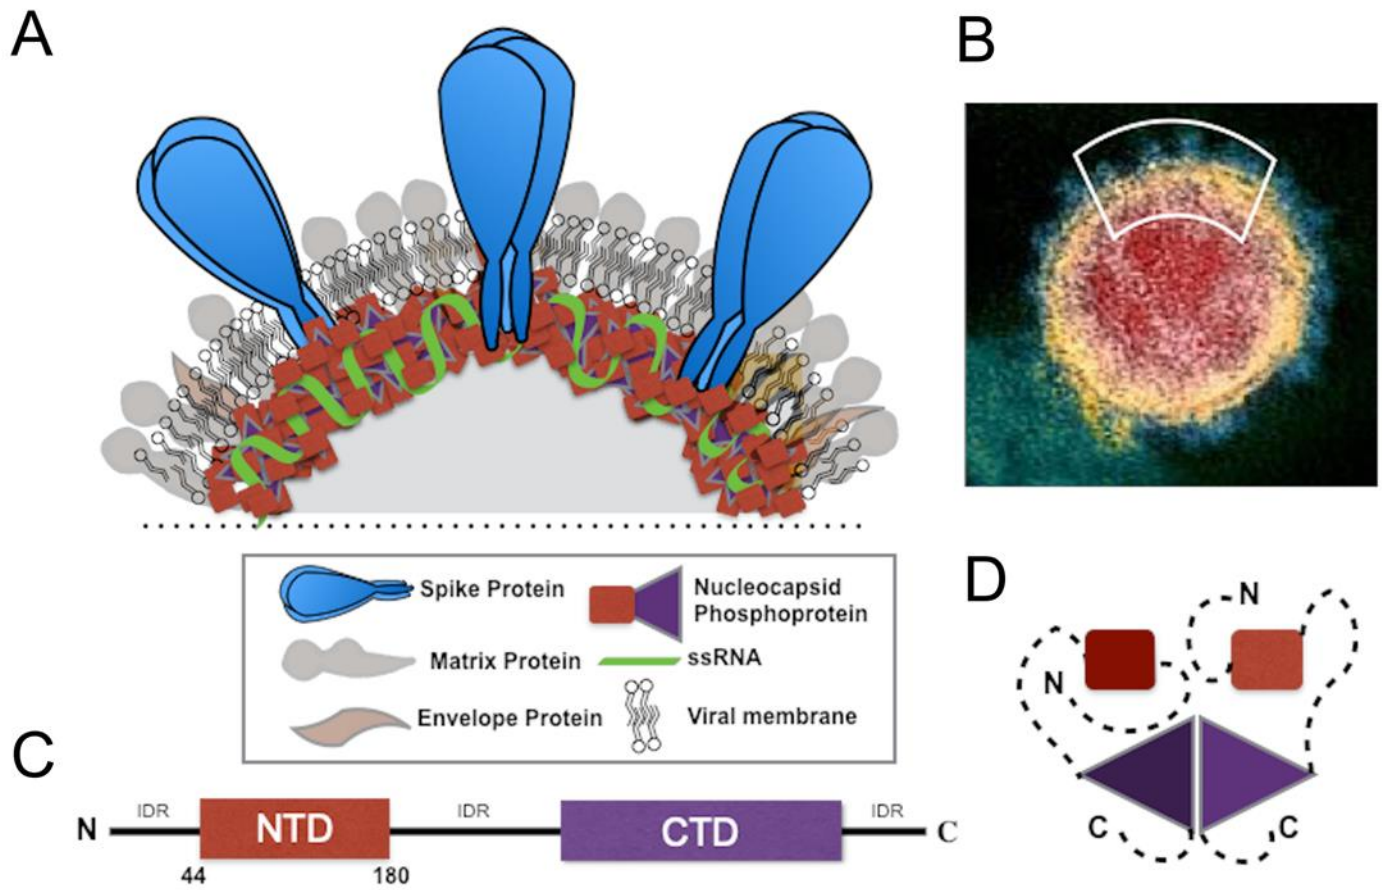 A
B
Spike Protein
Nucleocapsid
Phosphoprotein
Matrix Protein
ssRNA
Envelope Protein
Viral membrane
C
N
IDR
NTD
IDR
CTD
IDR
C
44
180
D
N
N
C
C